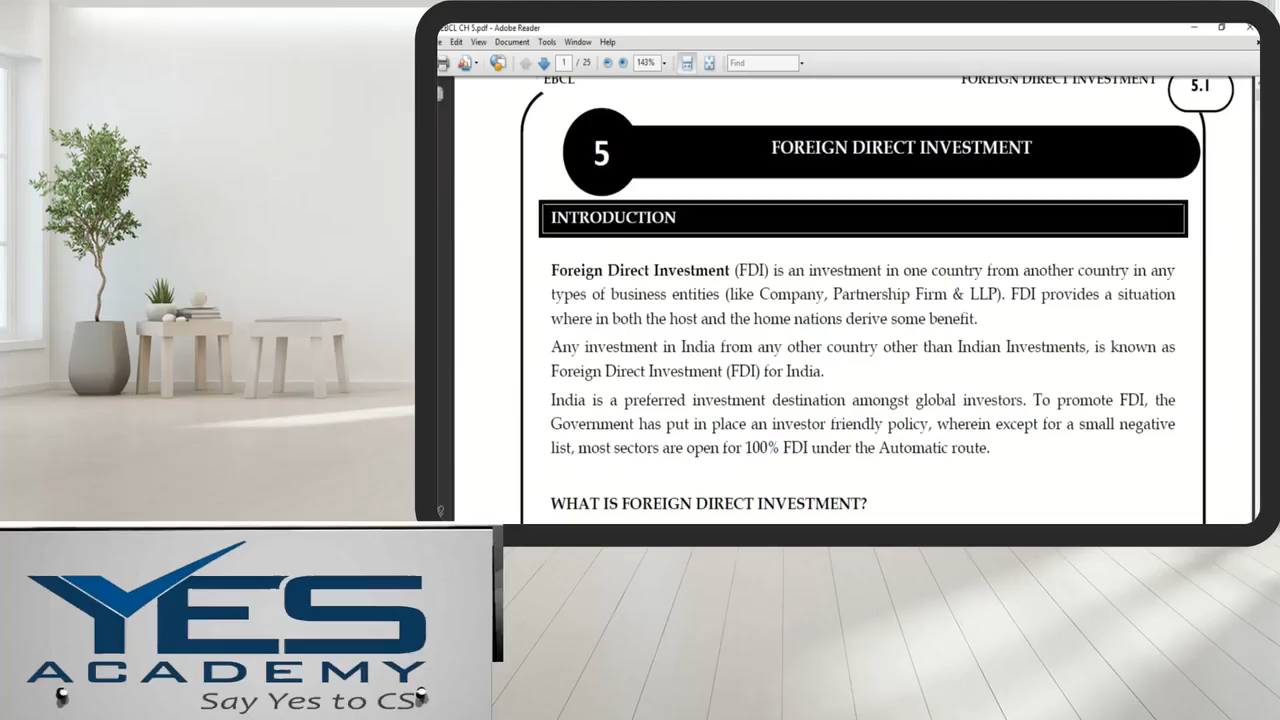 EBCL CH 5.pdf - Adobe Reader
Edit View Document Tools Window Help
1 / 25 143% Find
EBCL FOREIGN DIRECT INVESTMENT 5.1
5 FOREIGN DIRECT INVESTMENT
INTRODUCTION
Foreign Direct Investment (FDI) is an investment in one country from another country in any
types of business entities (like Company, Partnership Firm & LLP). FDI provides a situation
where in both the host and the home nations derive some benefit.
Any investment in India from any other country other than Indian Investments, is known as
Foreign Direct Investment (FDI) for India.
India is a preferred investment destination amongst global investors. To promote FDI, the
Government has put in place an investor friendly policy, wherein except for a small negative
list, most sectors are open for 100% FDI under the Automatic route.
WHAT IS FOREIGN DIRECT INVESTMENT?
YES
ACADEMY
Say Yes to CS